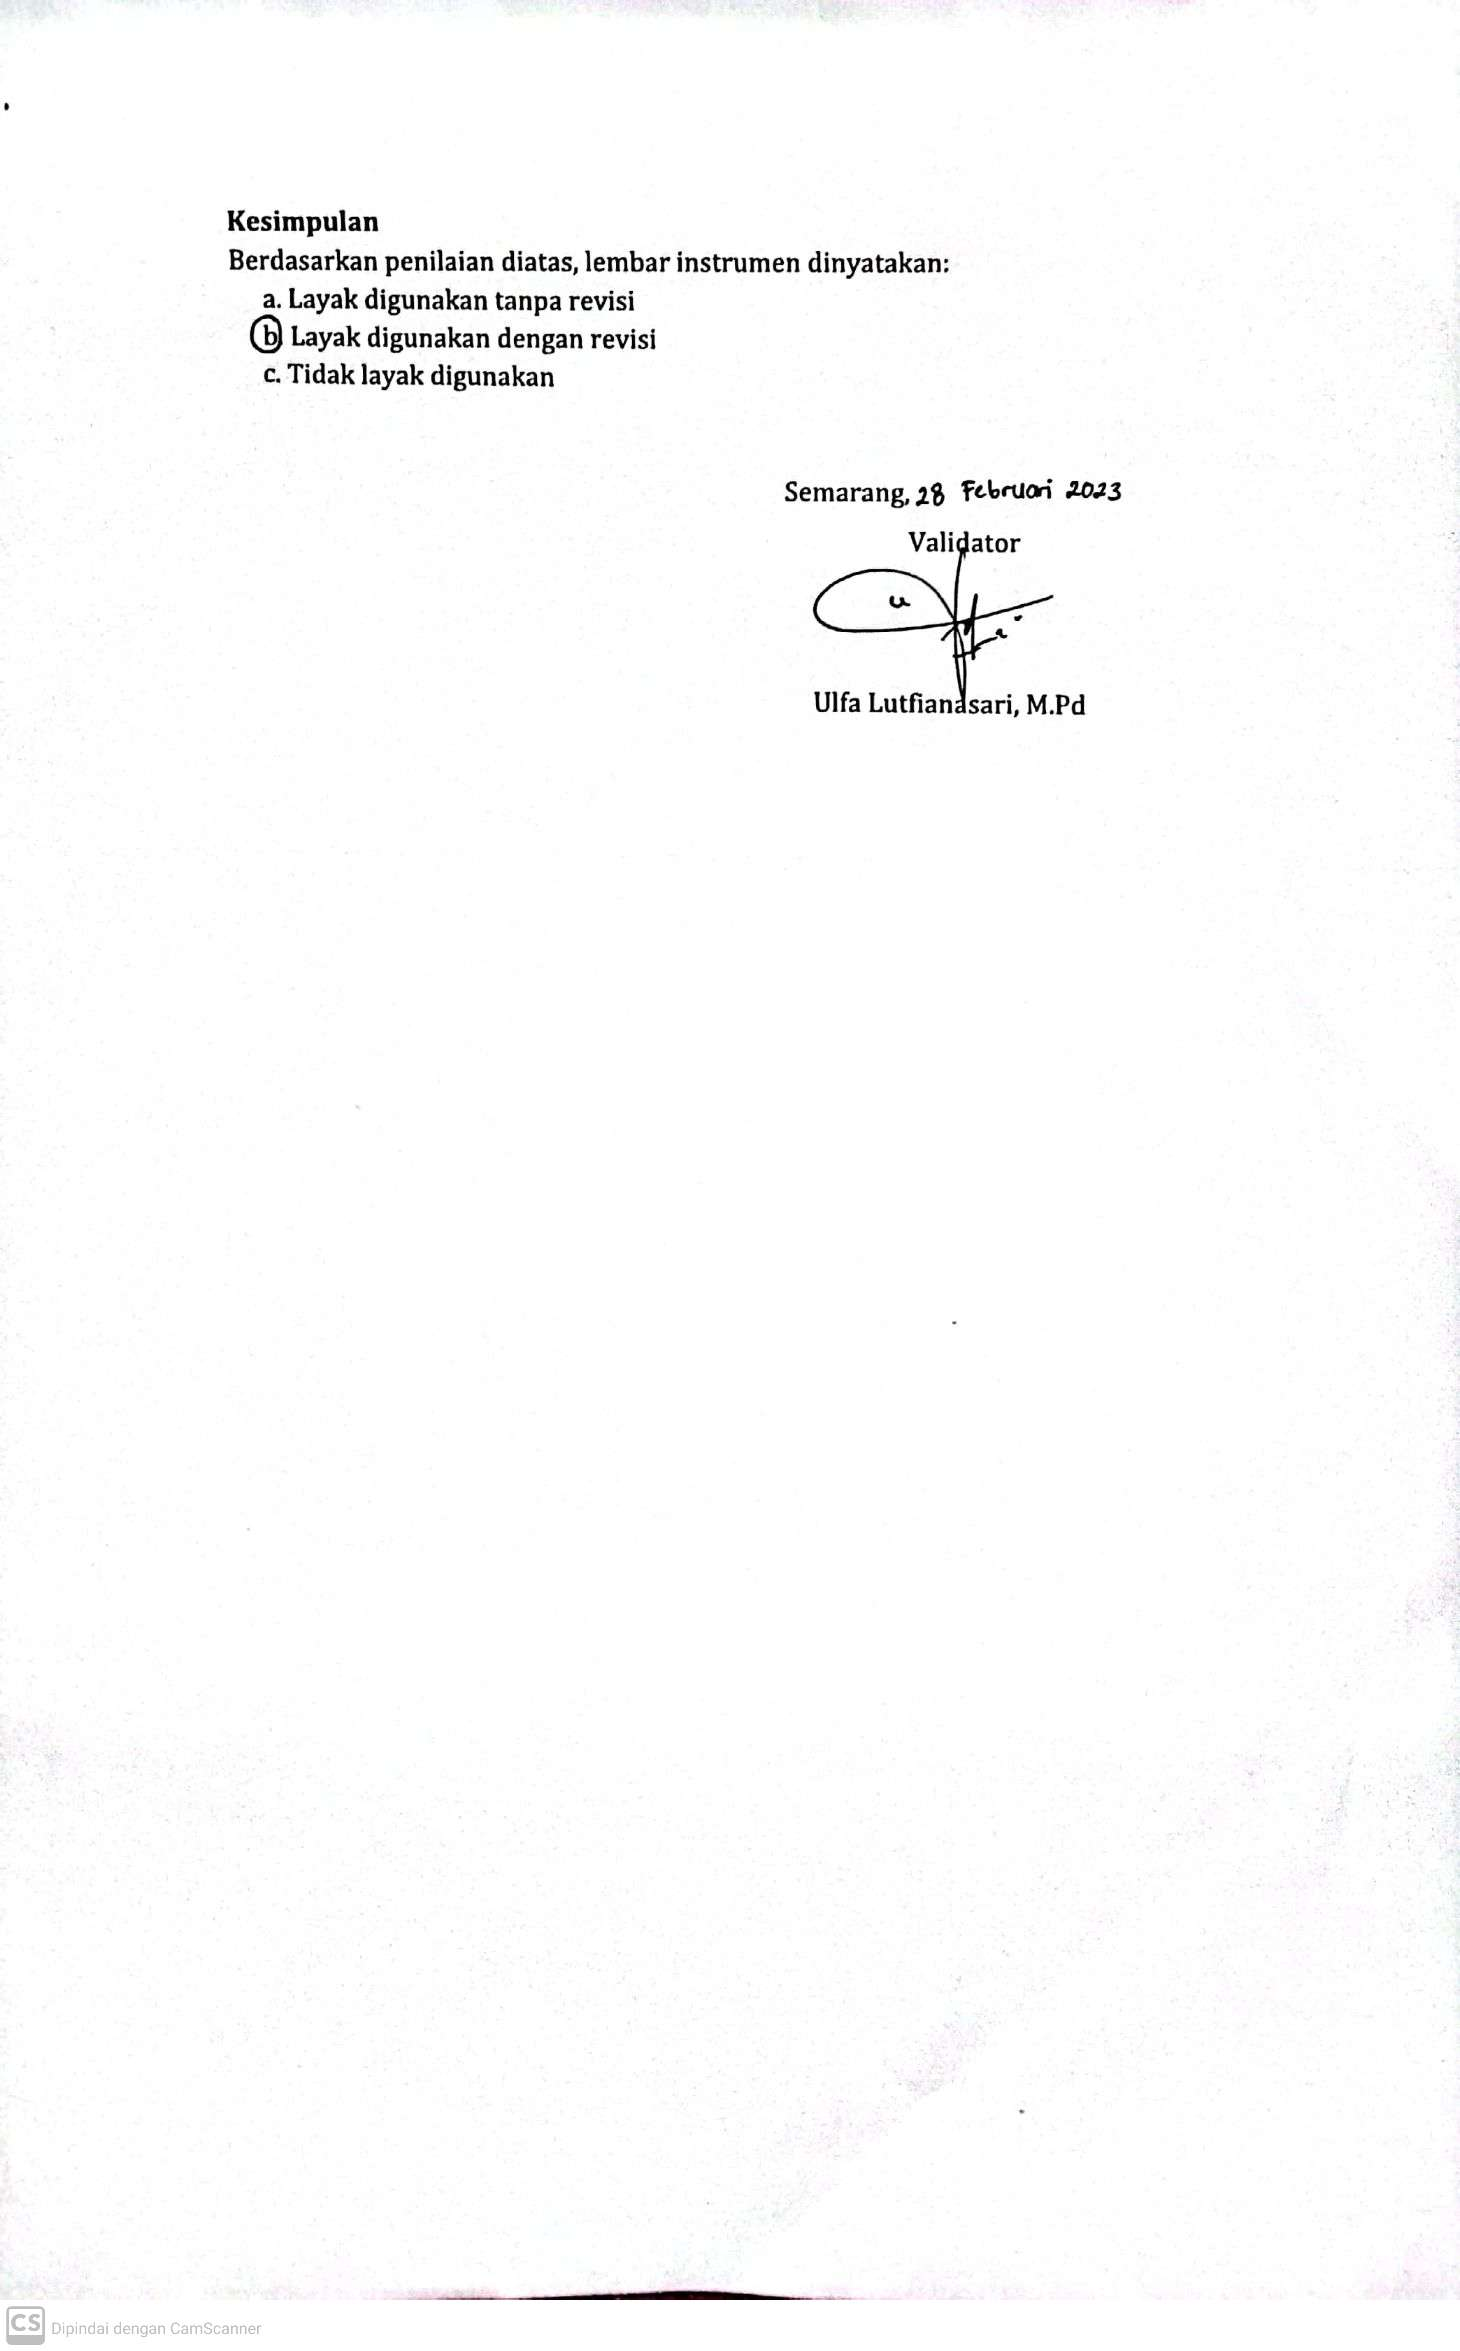 Kesimpulan
Berdasarkan penilaian diatas, lembar instrumen dinyatakan:
a. Layak digunakan tanpa revisi
b Layak digunakan dengan revisi
c. Tidak layak digunakan
Semarang, 28 Februari 2023
Validator
Ulfa Lutfianasari, M.Pd
CS Dipindai dengan CamScanner